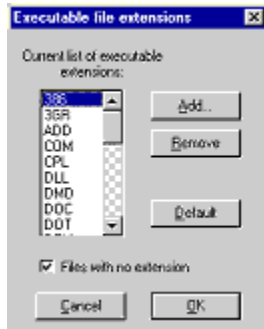 Executable file extensions
Current list of executable
extensions:
386
3GR
ADD
COM
CPL
DLL
DMD
DOC
DOT
Add...
Remove
Default
Files with no extension
Cancel
OK